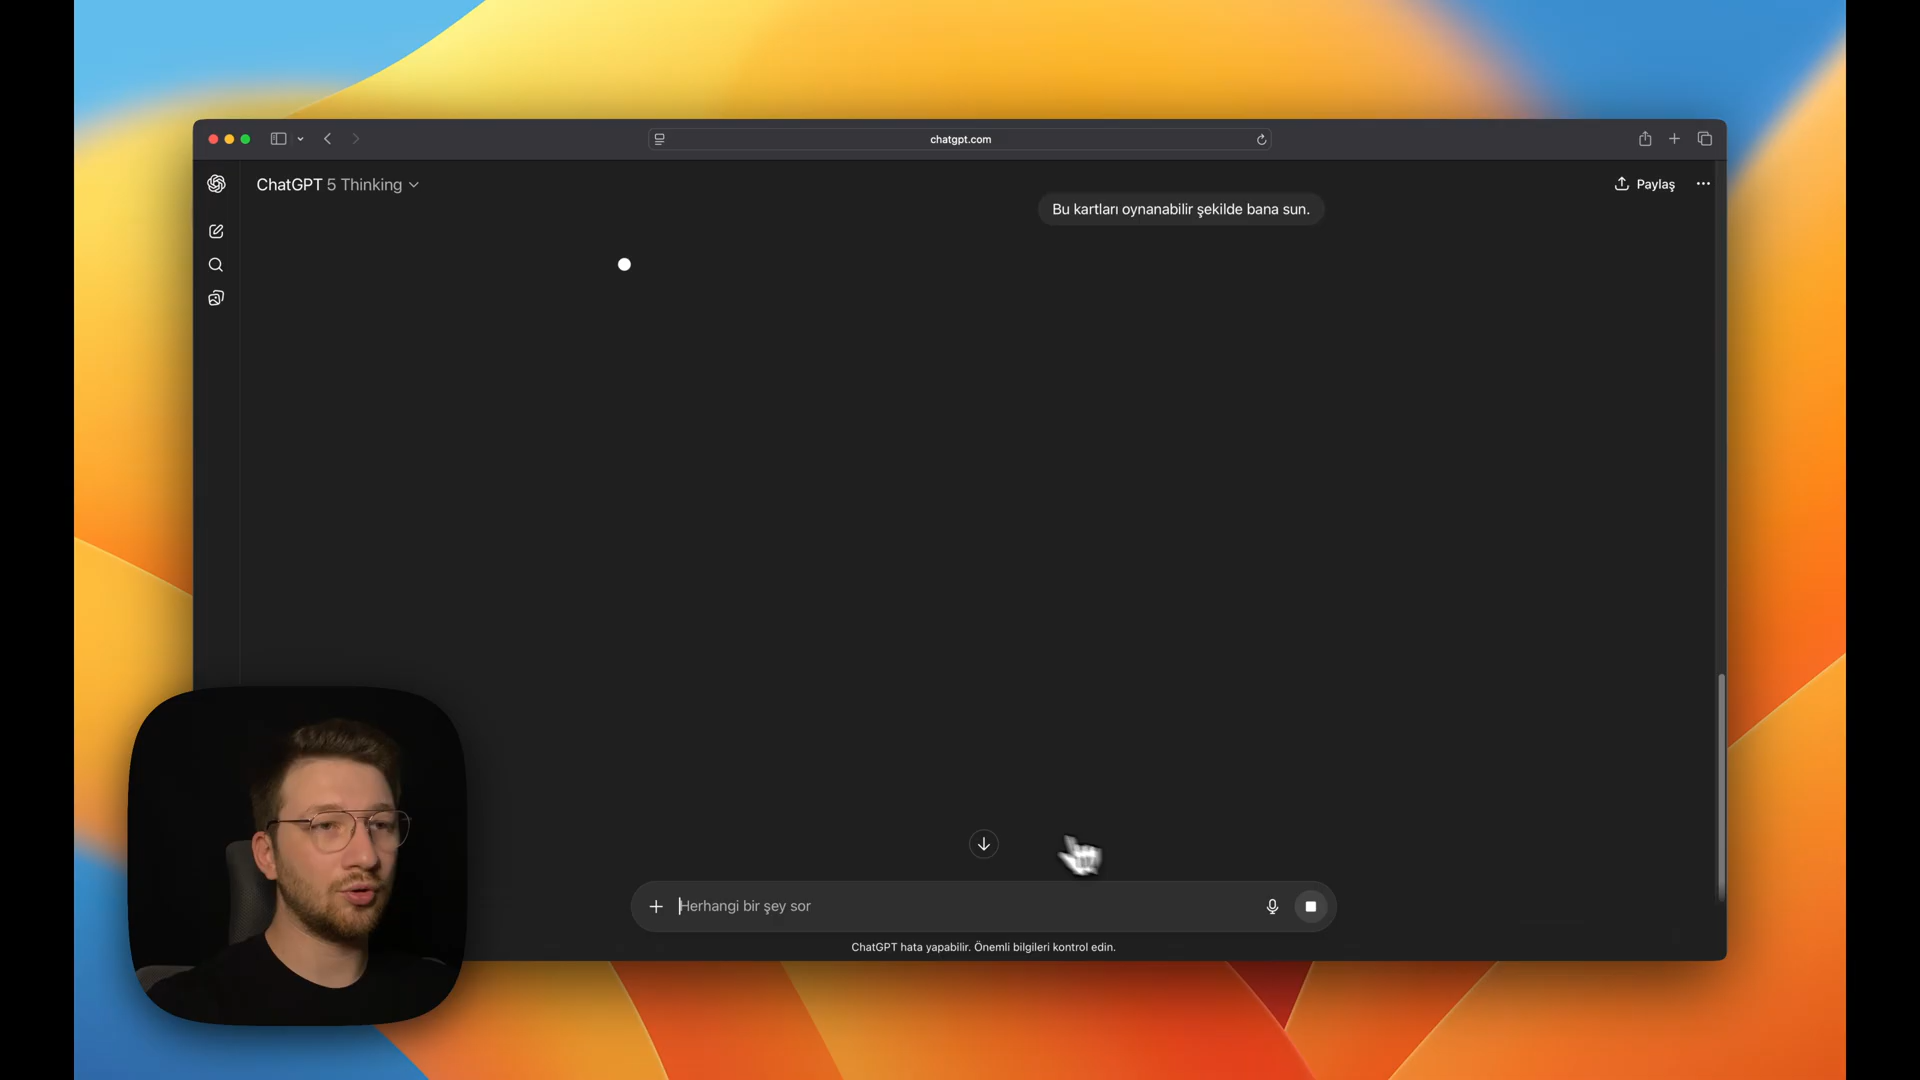 chatgpt.com
ChatGPT 5 Thinking
Paylaş
Bu kartları oynanabilir şekilde bana sun.
Herhangi bir şey sor
ChatGPT hata yapabilir. Önemli bilgileri kontrol edin.